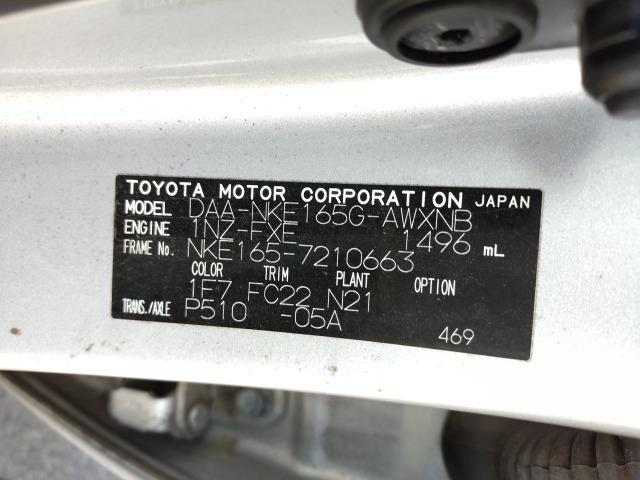 TOYOTA MOTOR CORPORATION JAPAN
MODEL DAA-NKE165G-AWXNB
ENGINE 1NZ-FXE 1496 mL
FRAME No. NKE165-7210663
COLOR TRIM PLANT OPTION
1F7 FC22 N21
TRANS./AXLE P510 -05A
469